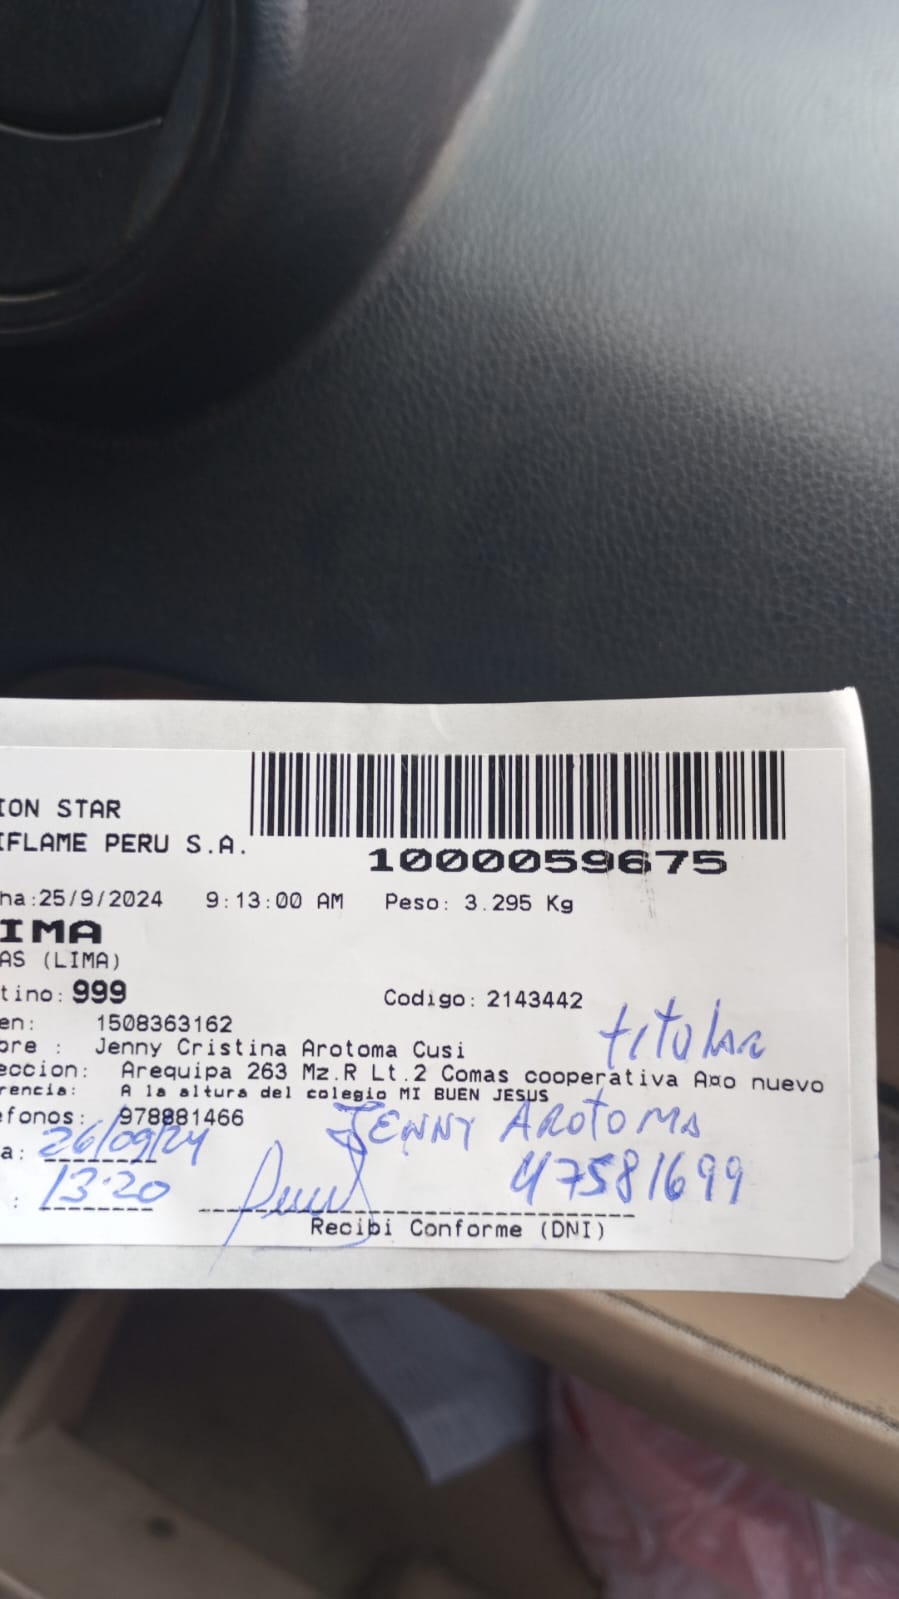 ION STAR
IFLAME PERU S.A.
1000059675
ha:25/9/2024 9:13:00 AM Peso: 3.295 Kg
IMA
AS (LIMA)
tino: 999 Codigo: 2143442
en: 1508363162
titular
bre : Jenny Cristina Arotoma Cusi
eccion: Arequipa 263 Mz.R Lt.2 Comas cooperativa A¤o nuevo
rencia: A la altura del colegio MI BUEN JESUS
efonos: 978881466
JENNY AROTOMA
a: 26/09/24
47581699
: 13:20
Recibi Conforme (DNI)